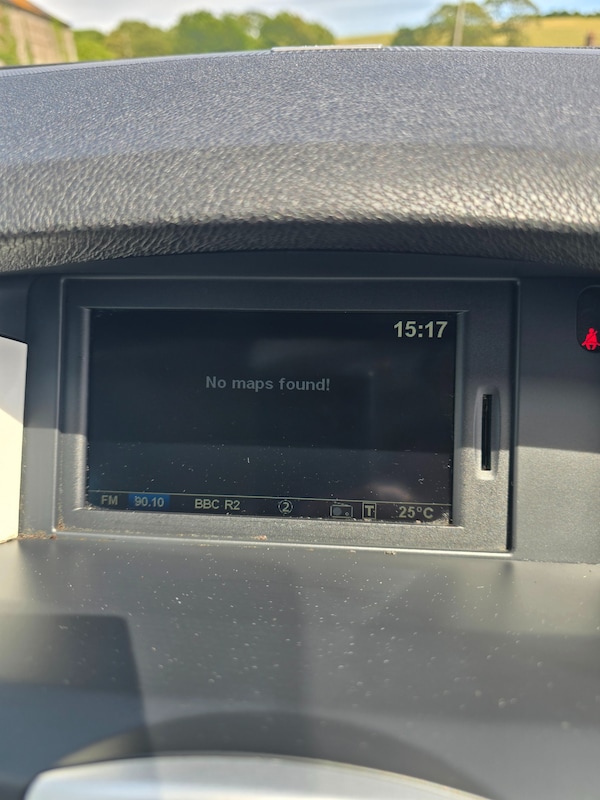 15:17
No maps found!
FM 90.10 BBC R2 2 T 25°C